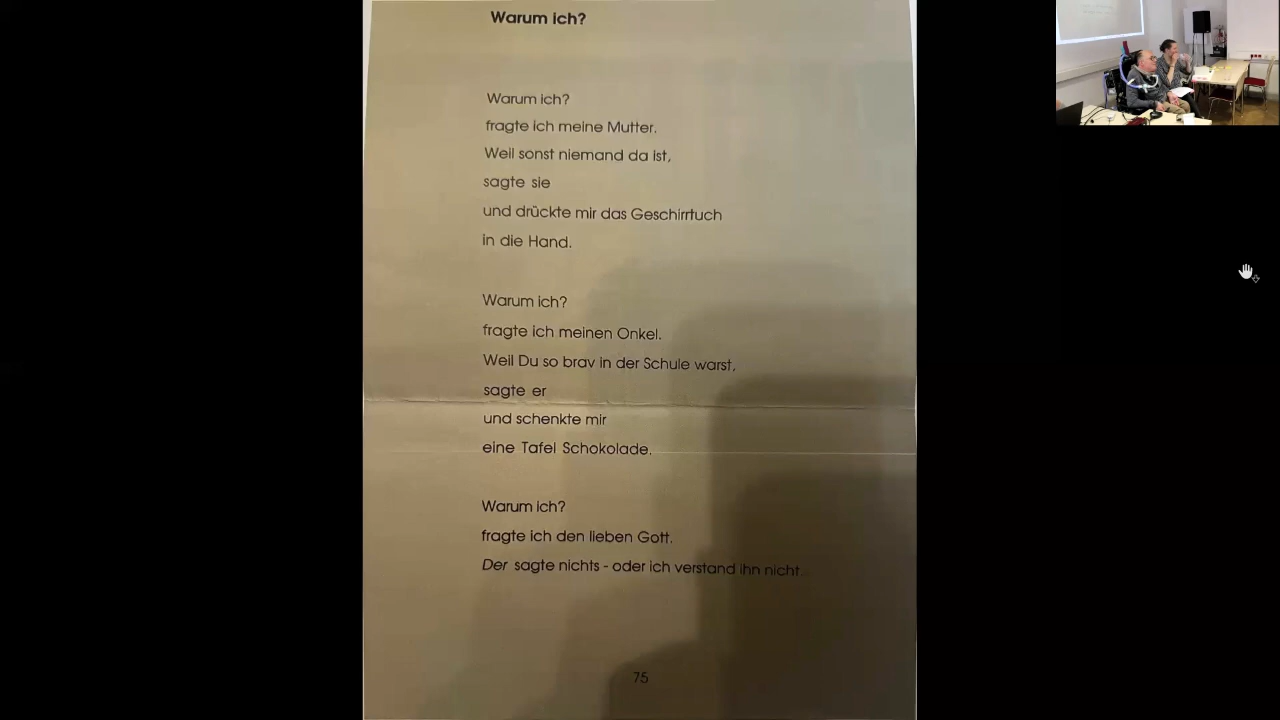 Warum ich?
Warum ich?
fragte ich meine Mutter.
Weil sonst niemand da ist,
sagte sie
und drückte mir das Geschirrtuch
in die Hand.
Warum ich?
fragte ich meinen Onkel.
Weil Du so brav in der Schule warst,
sagte er
und schenkte mir
eine Tafel Schokolade.
Warum ich?
fragte ich den lieben Gott.
Der sagte nichts - oder ich verstand ihn nicht.
75